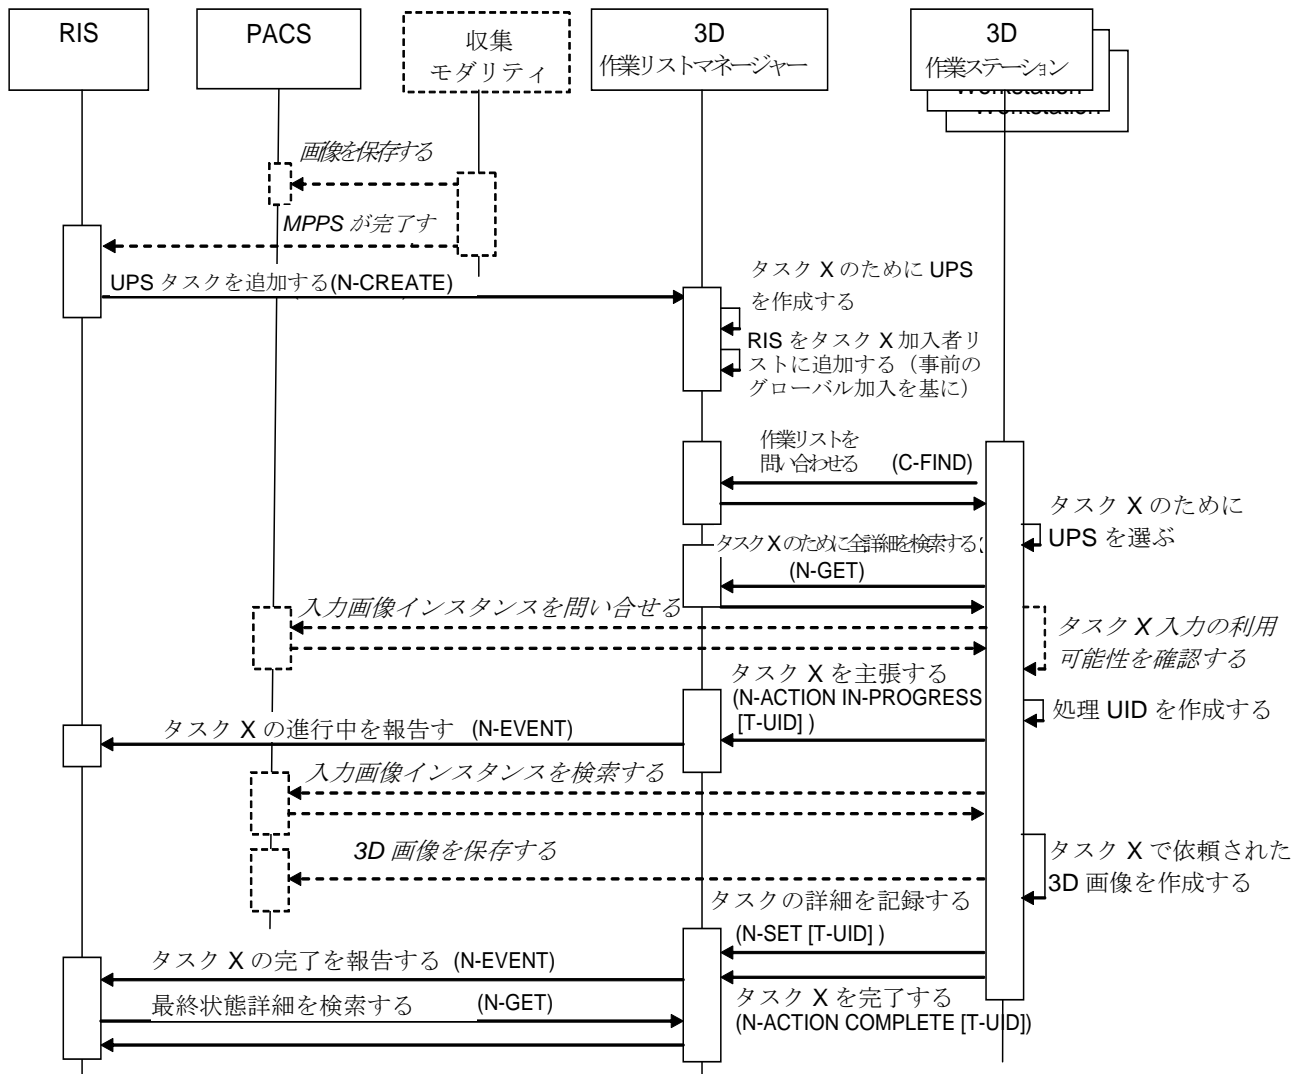 RIS
PACS
収集
モダリティ
3D
作業リストマネージャー
3D
作業ステーション
画像を保存する
MPPS が完了す
UPS タスクを追加する(N-CREATE)
タスク X のために UPS
を作成する
RIS をタスク X 加入者リ
ストに追加する（事前の
グローバル加入を基に）
作業リストを
問い合わせる (C-FIND)
タスク X のために
UPS を選ぶ
タスク X のために全詳細を検索する
(N-GET)
入力画像インスタンスを問い合せる
タスク X 入力の利用
可能性を確認する
タスク X を主張する
(N-ACTION IN-PROGRESS
[T-UID] )
処理 UID を作成する
タスク X の進行中を報告す (N-EVENT)
入力画像インスタンスを検索する
3D 画像を保存する
タスク X で依頼された
3D 画像を作成する
タスクの詳細を記録する
(N-SET [T-UID] )
タスク X の完了を報告する (N-EVENT)
最終状態詳細を検索する (N-GET)
タスク X を完了する
(N-ACTION COMPLETE [T-UID])